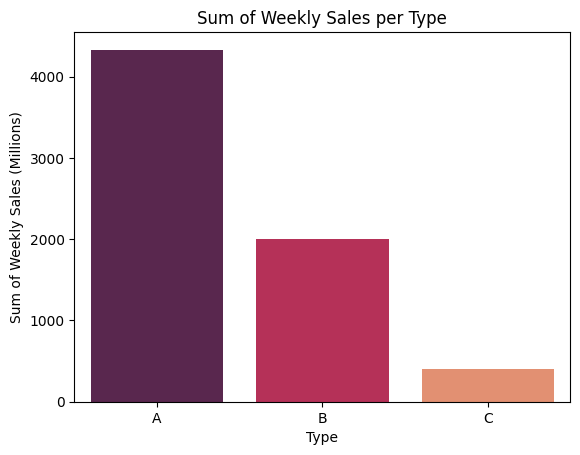 Sum of Weekly Sales per Type
Sum of Weekly Sales (Millions)
4000
3000
2000
1000
0
A
B
C
Type